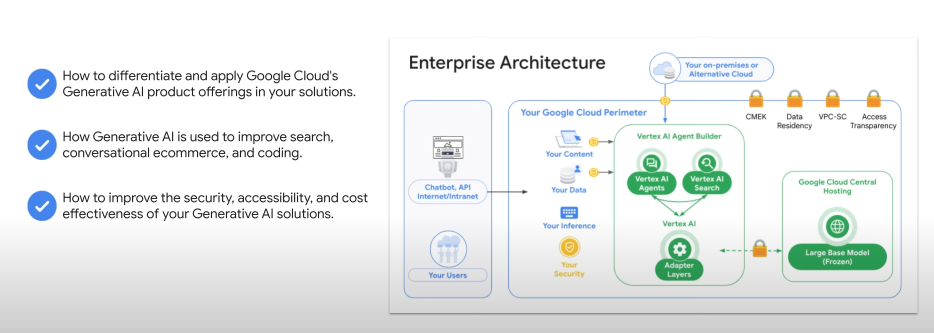 How to differentiate and apply Google Cloud's
Generative AI product offerings in your solutions.
How Generative AI is used to improve search,
conversational ecommerce, and coding.
How to improve the security, accessibility, and cost
effectiveness of your Generative AI solutions.
Enterprise Architecture
Your on-premises or
Alternative Cloud
CMEK
Data
Residency
VPC-SC
Access
Transparency
Your Google Cloud Perimeter
Chatbot, API
Internet/Intranet
Your Users
Your Content
Your Data
Your Inference
Your
Security
Vertex AI Agent Builder
Vertex AI
Agents
Vertex AI
Search
Vertex AI
Adapter
Layers
Google Cloud Central
Hosting
Large Base Model
(Frozen)